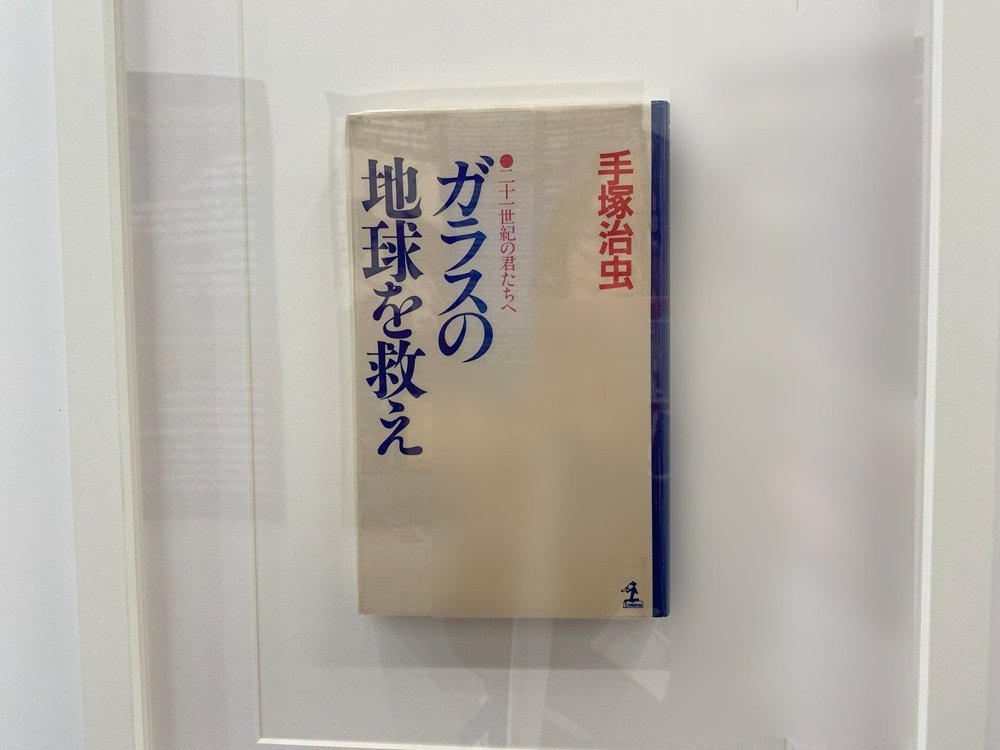 手塚治虫
●二十一世紀の君たちへ
ガラスの
地球を救え